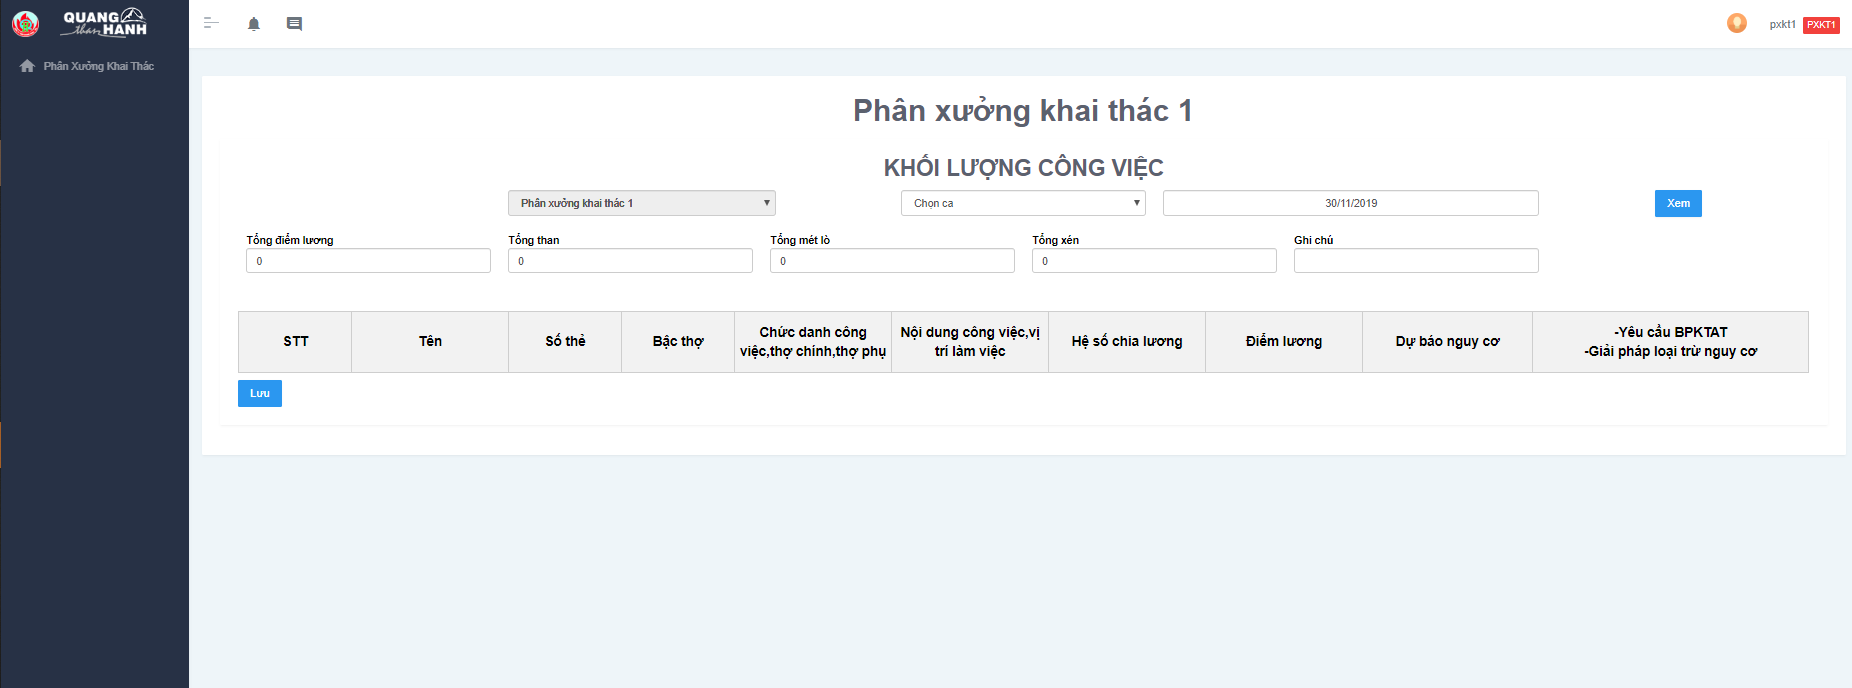 QUANG
than HANH
pxkt1 PXKT1
Phân Xưởng Khai Thác
Phân xưởng khai thác 1
KHỐI LƯỢNG CÔNG VIỆC
Phân xưởng khai thác 1
Chọn ca
30/11/2019
Xem
Tổng điểm lương
Tổng than
Tổng mét lò
Tổng xén
Ghi chú
0
0
0
0
STT
Tên
Số thẻ
Bậc thợ
Chức danh công
việc,thợ chính,thợ phụ
Nội dung công việc,vị
trí làm việc
Hệ số chia lương
Điểm lương
Dự báo nguy cơ
-Yêu cầu BPKTAT
-Giải pháp loại trừ nguy cơ
Lưu